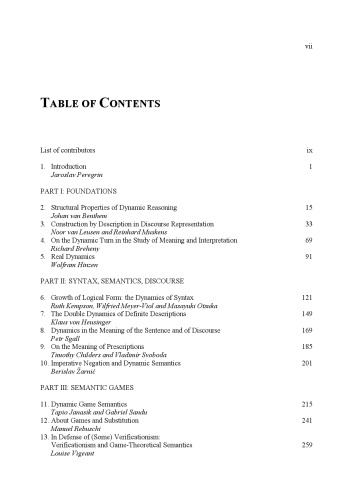 vii
TABLE OF CONTENTS
List of contributors ix
1. Introduction 1
Jaroslav Peregrin
PART I: FOUNDATIONS
2. Structural Properties of Dynamic Reasoning 15
Johan van Benthem
3. Construction by Description in Discourse Representation 33
Noor van Leusen and Reinhard Muskens
4. On the Dynamic Turn in the Study of Meaning and Interpretation 69
Richard Breheny
5. Real Dynamics 91
Wolfram Hinzen
PART II: SYNTAX, SEMANTICS, DISCOURSE
6. Growth of Logical Form: the Dynamics of Syntax 121
Ruth Kempson, Wilfried Meyer-Viol and Masayuki Otsuka
7. The Double Dynamics of Definite Descriptions 149
Klaus von Heusinger
8. Dynamics in the Meaning of the Sentence and of Discourse 169
Petr Sgall
9. On the Meaning of Prescriptions 185
Timothy Childers and Vladimír Svoboda
10. Imperative Negation and Dynamic Semantics 201
Berislav Žarnić
PART III: SEMANTIC GAMES
11. Dynamic Game Semantics 215
Tapio Janasik and Gabriel Sandu
12. About Games and Substitution 241
Manuel Rebuschi
13. In Defense of (Some) Verificationism:
Verificationism and Game-Theoretical Semantics 259
Louise Vigeant